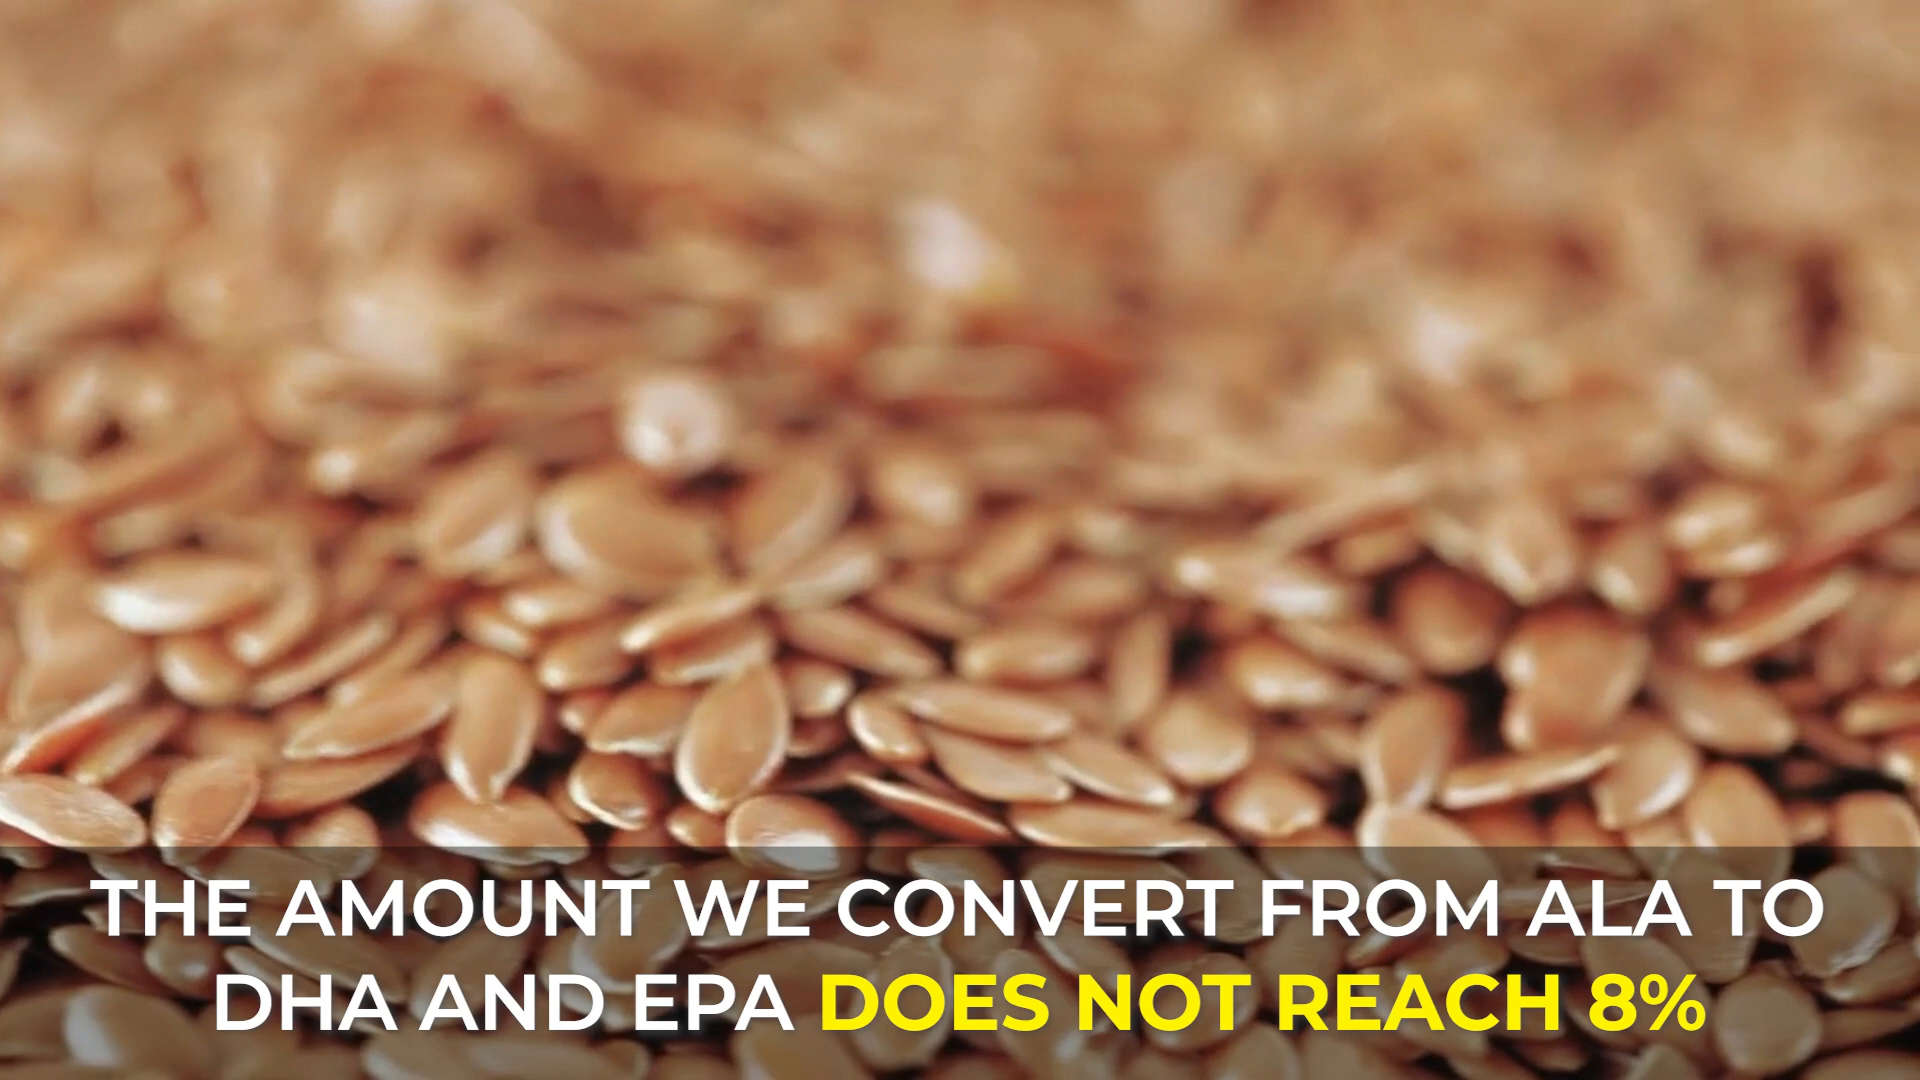 THE AMOUNT WE CONVERT FROM ALA TO
DHA AND EPA DOES NOT REACH 8%